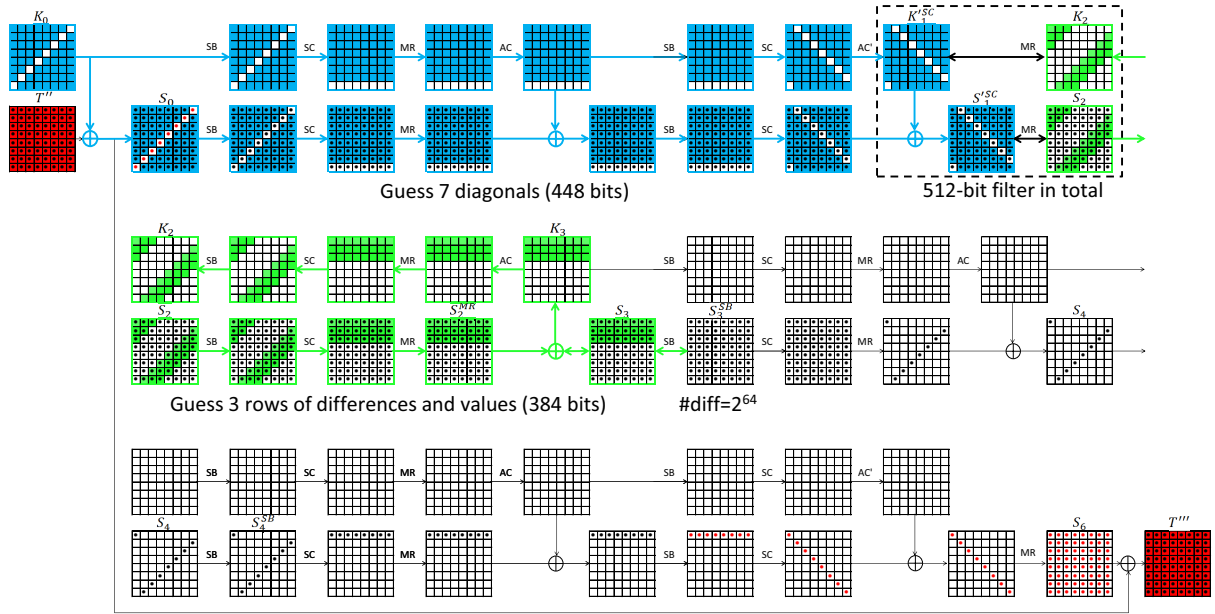 K₀ K'₁ˢᶜ K₂
SB SC MR AC SB SC AC' MR
T'' S₀ S'₁ˢᶜ S₂
SB SC MR SB SC MR
Guess 7 diagonals (448 bits) 512-bit filter in total
K₂ K₃
SB SC MR AC SB SC MR AC
S₂ S₂ᴹᴿ S₃ S₃ˢᴮ S₄
SB SC MR SB SC MR
Guess 3 rows of differences and values (384 bits) #diff=2⁶⁴
SB SC MR AC SB SC AC'
S₄ S₄ˢᴮ S₆ T'''
SB SC MR SB SC MR